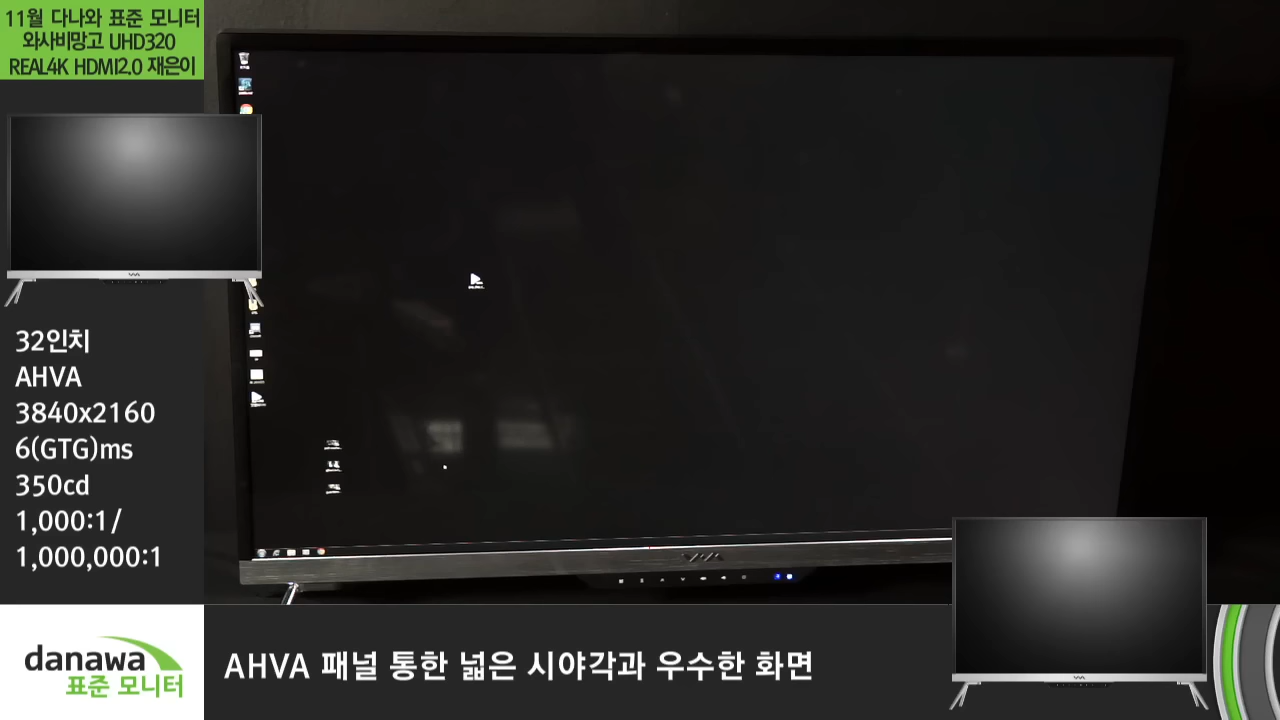 11월 다나와 표준 모니터
와사비망고 UHD320
REAL4K HDMI2.0 재은이
32인치
AHVA
3840x2160
6(GTG)ms
350cd
1,000:1/
1,000,000:1
danawa
표준 모니터
AHVA 패널 통한 넓은 시야각과 우수한 화면